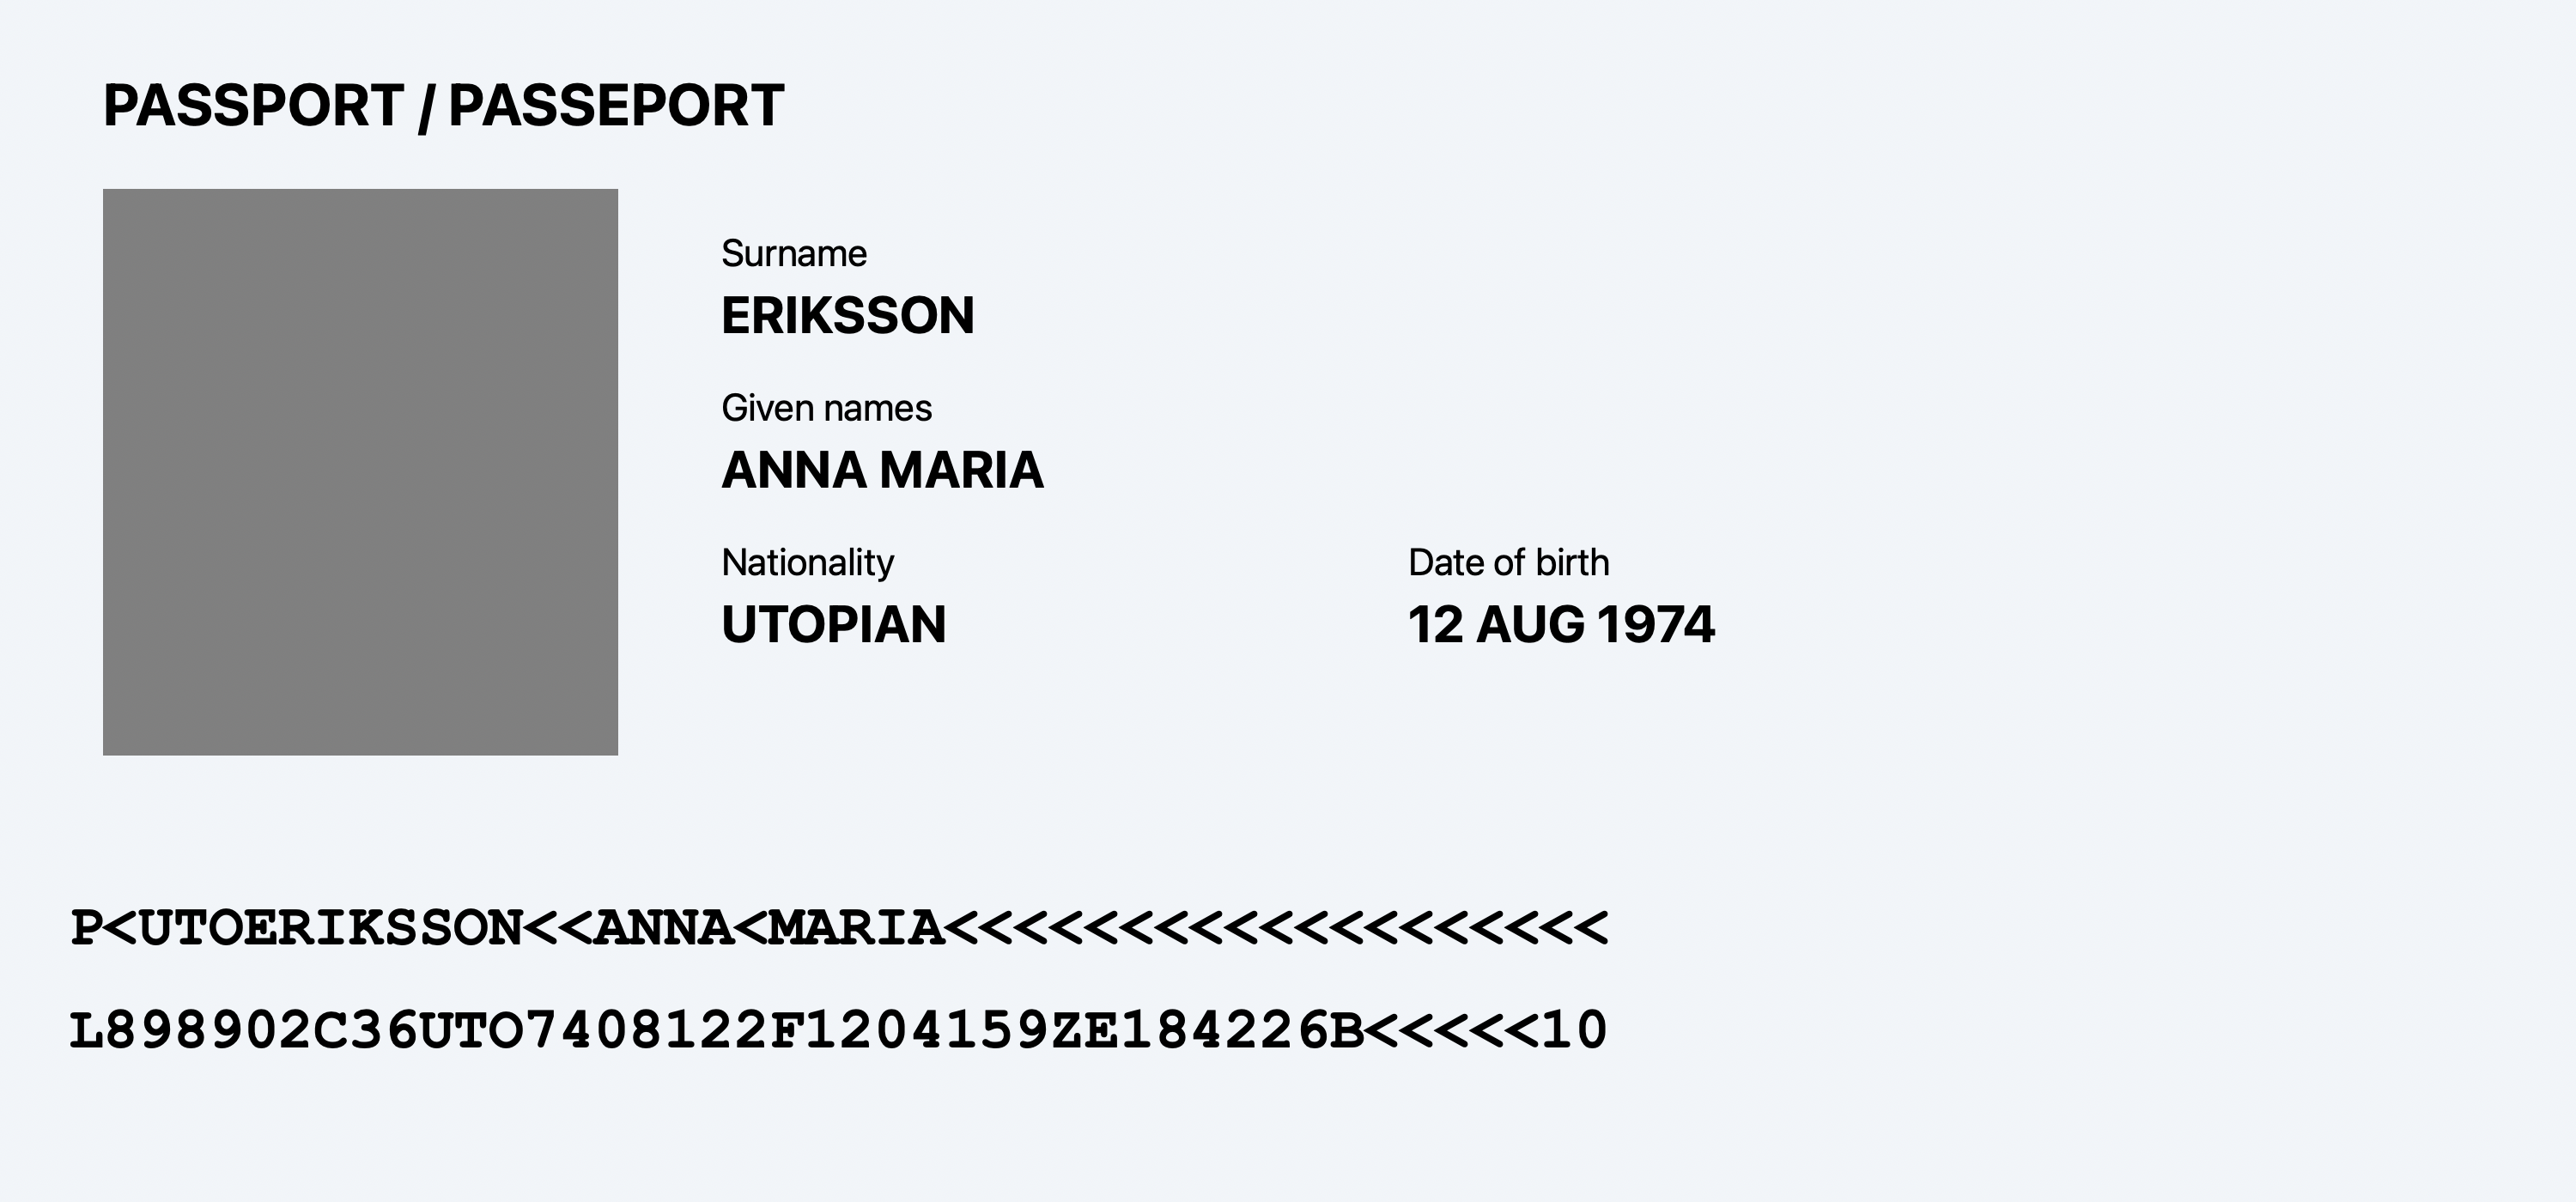 PASSPORT / PASSEPORT
Surname
ERIKSSON
Given names
ANNA MARIA
Nationality
UTOPIAN
Date of birth
12 AUG 1974
P<UTOERIKSSON<<ANNA<MARIA<<<<<<<<<<<<<<<<<<<
L898902C36UTO7408122F1204159ZE184226B<<<<<10